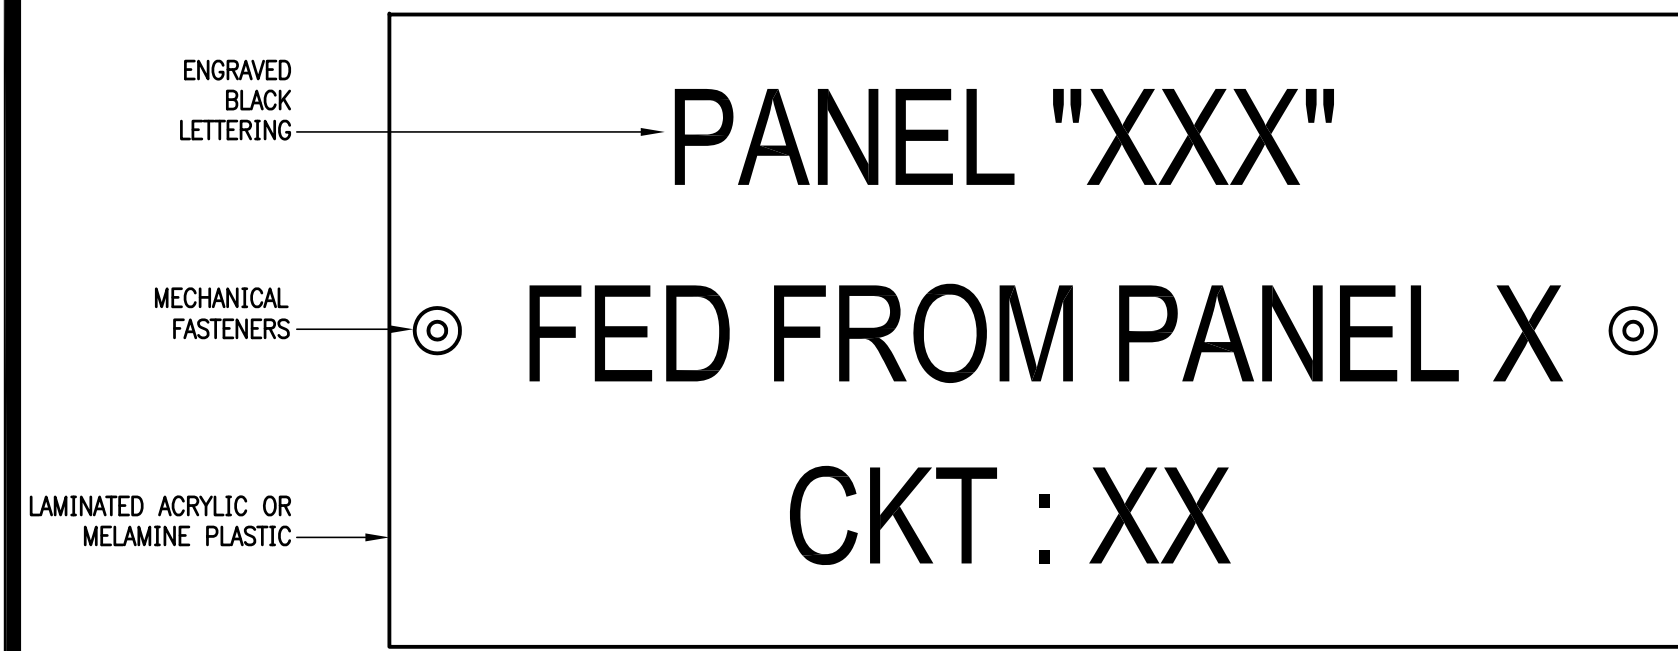 ENGRAVED
BLACK
LETTERING
PANEL "XXX"
MECHANICAL
FASTENERS
FED FROM PANEL X
LAMINATED ACRYLIC OR
MELAMINE PLASTIC
CKT : XX